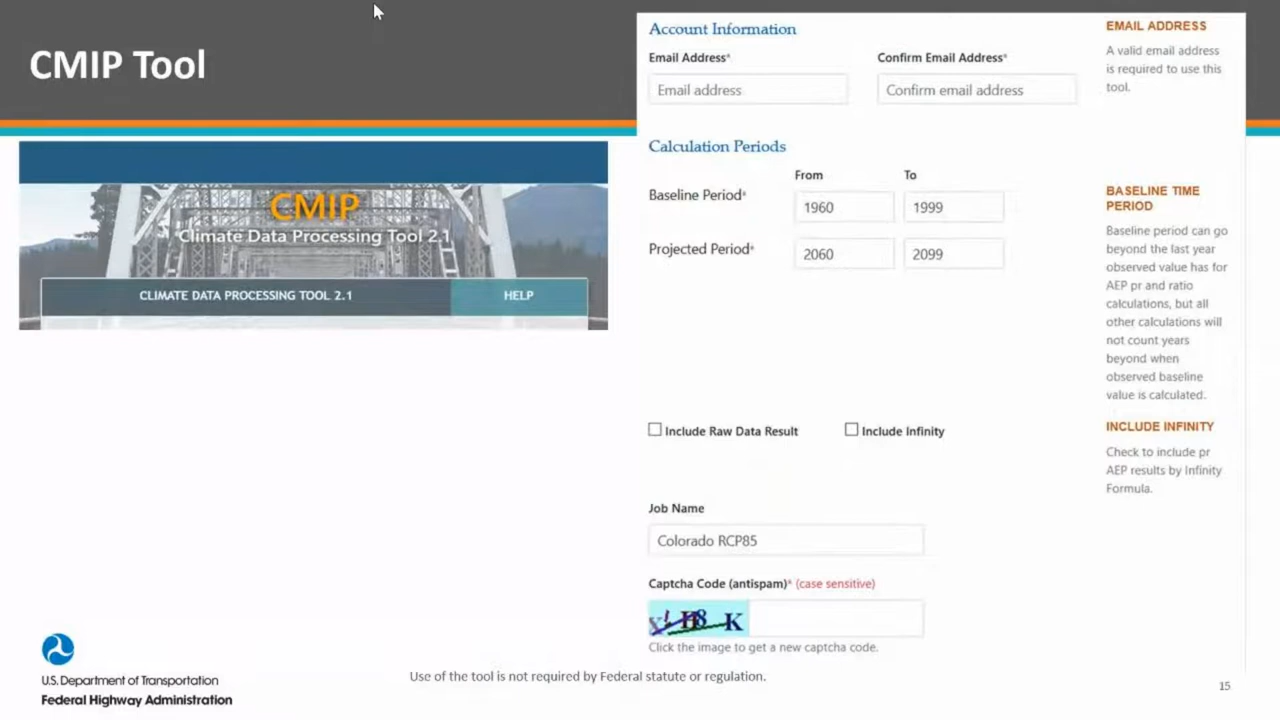 CMIP Tool
CMIP
Climate Data Processing Tool 2.1
CLIMATE DATA PROCESSING TOOL 2.1
HELP
Account Information
Email Address*
Confirm Email Address*
Email address
Confirm email address
Calculation Periods
From
To
Baseline Period*
1960
1999
Projected Period*
2060
2099
Include Raw Data Result
Include Infinity
Job Name
Colorado RCP85
Captcha Code (antispam)* (case sensitive)
Click the image to get a new captcha code.
EMAIL ADDRESS
A valid email address
is required to use this
tool.
BASELINE TIME
PERIOD
Baseline period can go
beyond the last year
observed value has for
AEP pr and ratio
calculations, but all
other calculations will
not count years
beyond when
observed baseline
value is calculated.
INCLUDE INFINITY
Check to include pr
AEP results by Infinity
Formula.
U.S. Department of Transportation
Federal Highway Administration
Use of the tool is not required by Federal statute or regulation.
15